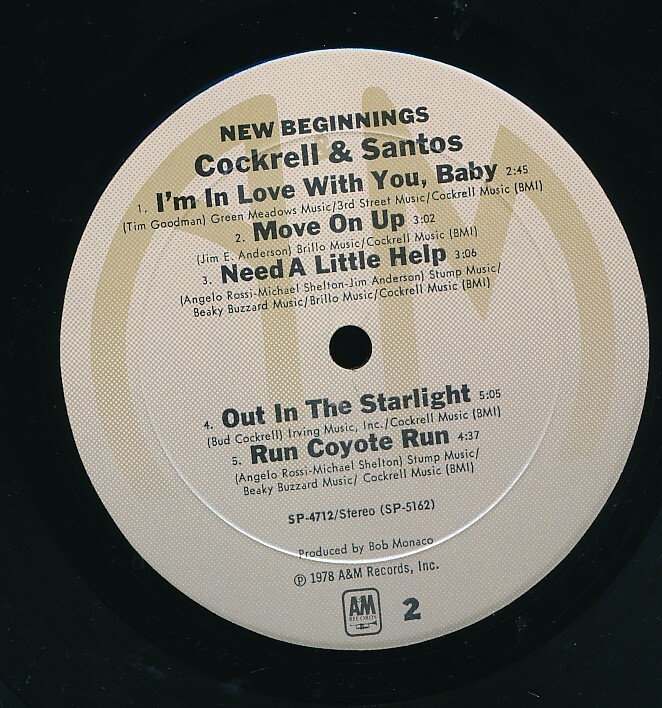 NEW BEGINNINGS
Cockrell & Santos
1. I'm In Love With You, Baby 2:45
(Tim Goodman) Green Meadows Music/3rd Street Music/Cockrell Music (BMI)
2. Move On Up 3:02
(Jim E. Anderson) Brillo Music/Cockrell Music (BMI)
3. Need A Little Help 3:06
(Angelo Rossi-Michael Shelton-Jim Anderson) Stump Music/
Beaky Buzzard Music/Brillo Music/Cockrell Music (BMI)
4. Out In The Starlight 5:05
(Bud Cockrell) Irving Music, Inc./Cockrell Music (BMI)
5. Run Coyote Run 4:37
(Angelo Rossi-Michael Shelton) Stump Music/
Beaky Buzzard Music/ Cockrell Music (BMI)
SP-4712/Stereo (SP-5162)
Produced by Bob Monaco
℗ 1978 A&M Records, Inc.
AM
RECORDS
2